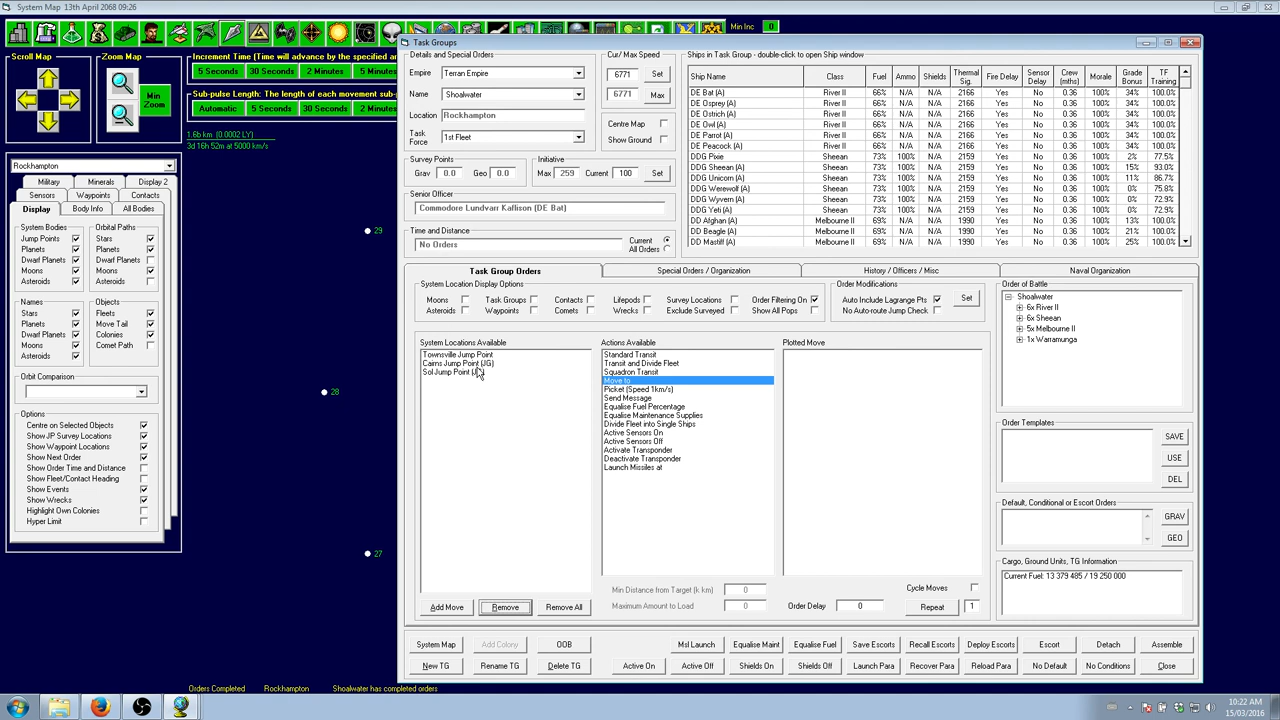 System Map  13th April 2068 09:26
Min Inc 0
Task Groups
Scroll Map
Zoom Map
Min Zoom
Increment Time (Time will advance by the specified a
5 Seconds 30 Seconds 2 Minutes 5 Minutes
Sub-pulse Length: The length of each movement sub-p
Automatic 5 Seconds 30 Seconds 2 Minutes
1.6b km (0.0002 LY)
3d 16h 52m at 5000 km/s
Rockhampton
Military Minerals Display 2
Sensors Waypoints Contacts
Display Body Info All Bodies
System Bodies
Jump Points
Planets
Dwarf Planets
Moons
Asteroids
Orbital Paths
Stars
Planets
Dwarf Planets
Moons
Asteroids
Names
Stars
Planets
Dwarf Planets
Moons
Asteroids
Objects
Fleets
Move Tail
Colonies
Comet Path
Orbit Comparison
Options
Centre on Selected Objects
Show JP Survey Locations
Show Waypoint Locations
Show Next Order
Show Order Time and Distance
Show Fleet/Contact Heading
Show Events
Show Wrecks
Highlight Own Colonies
Hyper Limit
29
28
27
Details and Special Orders
Empire Terran Empire
Name Shoalwater
Location Rockhampton
Task Force 1st Fleet
Survey Points
Grav 0.0 Geo 0.0
Initiative
Max 259 Current 100 Set
Senior Officer
Commodore Lundvarr Kallison (DE Bat)
Time and Distance
No Orders
Current
All Orders
Cur/ Max Speed
6771 Set
6771 Max
Centre Map
Show Ground
Ships in Task Group - double-click to open Ship window
Ship Name Class Fuel Ammo Shields Thermal Sig. Fire Delay Sensor Delay Crew (mths) Morale Grade Bonus TF Training
DE Bat (A) River II 66% N/A N/A 2166 Yes No 0.36 100% 34% 100.0%
DE Osprey (A) River II 66% N/A N/A 2166 Yes No 0.36 100% 34% 100.0%
DE Ostrich (A) River II 66% N/A N/A 2166 Yes No 0.36 100% 34% 100.0%
DE Owl (A) River II 66% N/A N/A 2166 Yes No 0.36 100% 34% 100.0%
DE Parrot (A) River II 66% N/A N/A 2166 Yes No 0.36 100% 34% 100.0%
DE Peacock (A) River II 66% N/A N/A 2166 Yes No 0.36 100% 34% 100.0%
DDG Pixie Sheean 73% 100% N/A 2159 Yes No 0.36 100% 2% 77.5%
DDG Sheean (A) Sheean 73% 100% N/A 2159 Yes No 0.36 100% 15% 93.0%
DDG Unicorn (A) Sheean 73% 100% N/A 2159 Yes No 0.36 100% 11% 86.7%
DDG Werewolf (A) Sheean 73% 100% N/A 2159 Yes No 0.36 100% 0% 75.8%
DDG Wyvern (A) Sheean 73% 100% N/A 2159 Yes No 0.36 100% 0% 72.9%
DDG Yeti (A) Sheean 73% 100% N/A 2159 Yes No 0.36 100% 0% 72.9%
DD Afghan (A) Melbourne II 73% N/A N/A 1990 Yes No 0.36 100% 13% 100.0%
DD Beagle (A) Melbourne II 73% N/A N/A 1990 Yes No 0.36 100% 0% 100.0%
DD Mastiff (A) Melbourne II 73% N/A N/A 1990 Yes No 0.36 100% 25% 100.0%
Task Group Orders Special Orders / Organization History / Officers / Misc Naval Organization
System Location Display Options
Moons Task Groups Contacts Lifepods Survey Locations Order Filtering On
Asteroids Waypoints Comets Wrecks Exclude Surveyed Show All Pops
Order Modifications
Auto Include Lagrange Pts
No Auto-route Jump Check
Set
Order of Battle
Shoalwater
6x River II
6x Sheean
5x Melbourne II
1x Warramunga
System Locations Available
Townsville Jump Point
Cairns Jump Point (JG)
Sol Jump Point
Actions Available
Standard Transit
Transit and Divide Fleet
Squadron Transit
Move to
Picket (Speed 1km/s)
Send Message
Equalise Fuel Percentage
Equalise Maintenance Supplies
Divide Fleet into Single Ships
Active Sensors On
Active Sensors Off
Activate Transponder
Deactivate Transponder
Launch Missiles at
Plotted Move
Order Templates
SAVE
USE
DEL
Default, Conditional or Escort Orders
GRAV
GEO
Cargo, Ground Units, TG Information
Current Fuel: 13 379 485 / 19 250 000
Min Distance from Target (k km) 0
Maximum Amount to Load 0
Cycle Moves
Order Delay 0 Repeat 1
Add Move Remove Remove All
System Map Add Colony OOB Msl Launch Equalise Maint Equalise Fuel Save Escorts Recall Escorts Deploy Escorts Escort Detach Assemble
New TG Rename TG Delete TG Active On Active Off Shields On Shields Off Launch Para Recover Para Reload Para No Default No Conditions Close
Orders Completed Rockhampton Shoalwater has completed orders
10:22 AM
15/03/2016